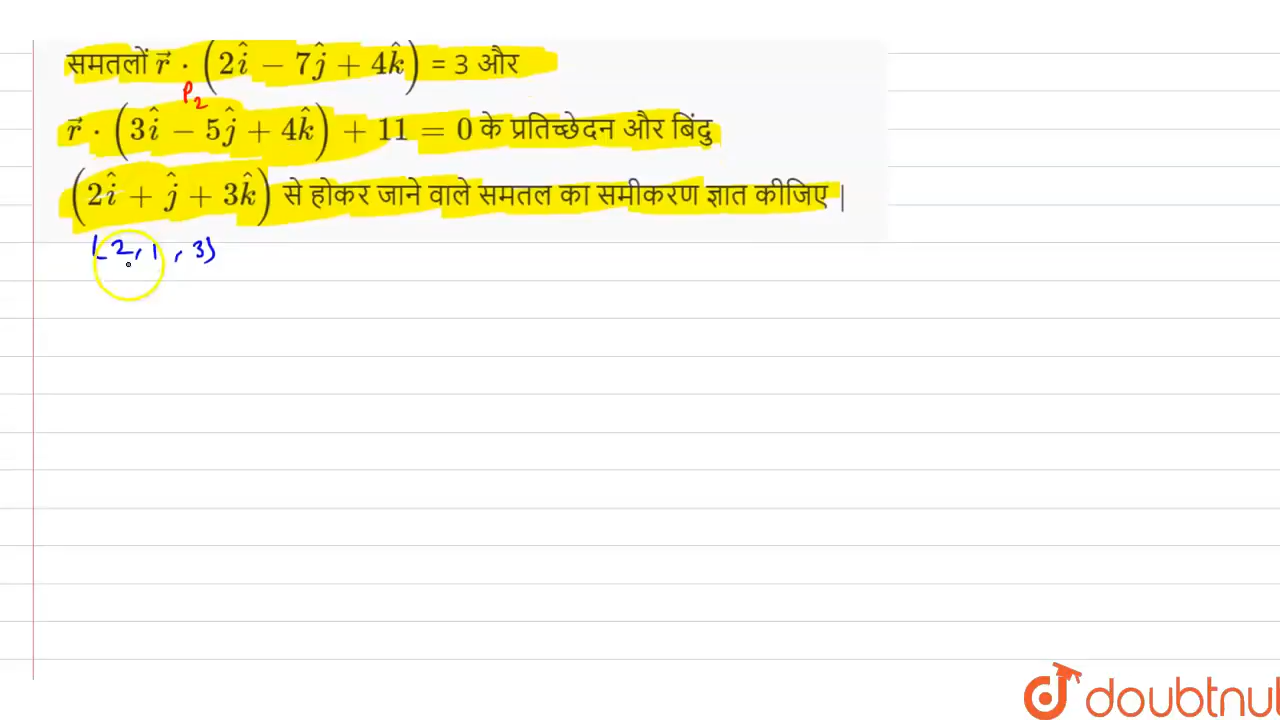 समतलों r⃗ · (2î − 7ĵ + 4k̂) = 3 और
P2
r⃗ · (3î − 5ĵ + 4k̂) + 11 = 0 के प्रतिच्छेदन और बिंदु
(2î + ĵ + 3k̂) से होकर जाने वाले समतल का समीकरण ज्ञात कीजिए |
(2, 1, 3)
doubtnut